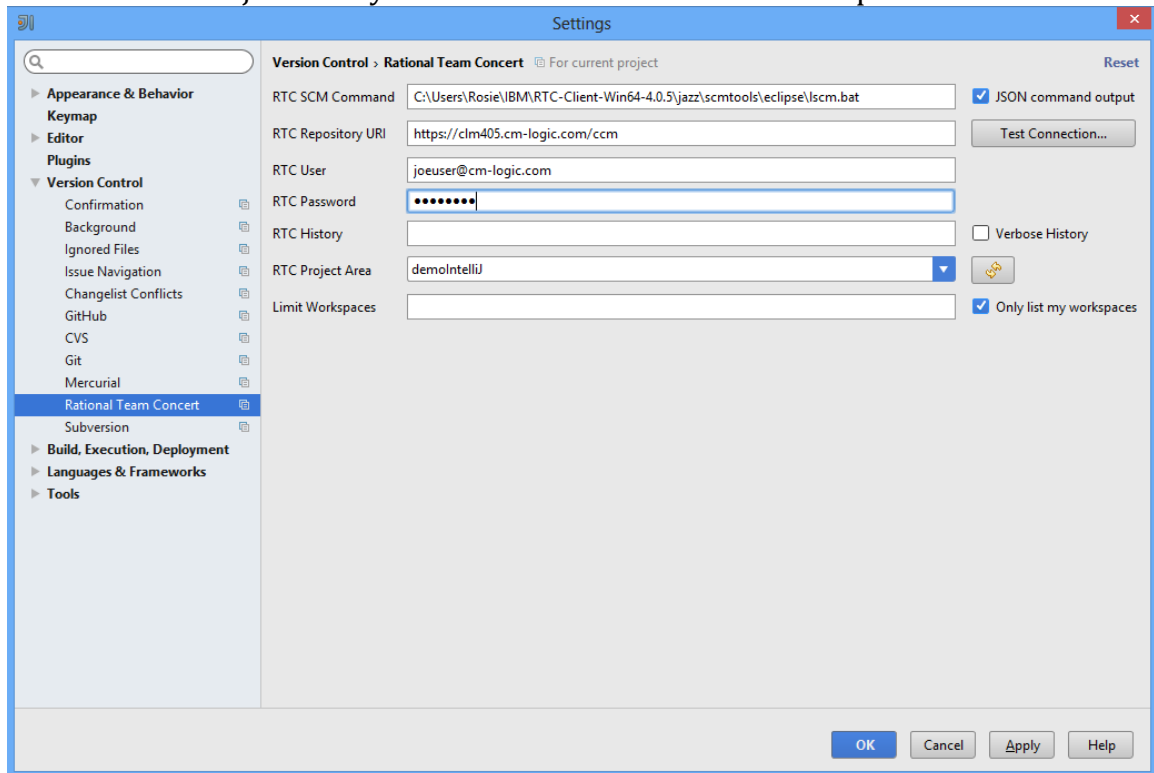 Settings
Version Control › Rational Team Concert For current project Reset
Appearance & Behavior
Keymap
Editor
Plugins
Version Control
Confirmation
Background
Ignored Files
Issue Navigation
Changelist Conflicts
GitHub
CVS
Git
Mercurial
Rational Team Concert
Subversion
Build, Execution, Deployment
Languages & Frameworks
Tools
RTC SCM Command C:\Users\Rosie\IBM\RTC-Client-Win64-4.0.5\jazz\scmtools\eclipse\lscm.bat JSON command output
RTC Repository URI https://clm405.cm-logic.com/ccm Test Connection...
RTC User joeuser@cm-logic.com
RTC Password ••••••••
RTC History Verbose History
RTC Project Area demoIntelliJ
Limit Workspaces Only list my workspaces
OK Cancel Apply Help